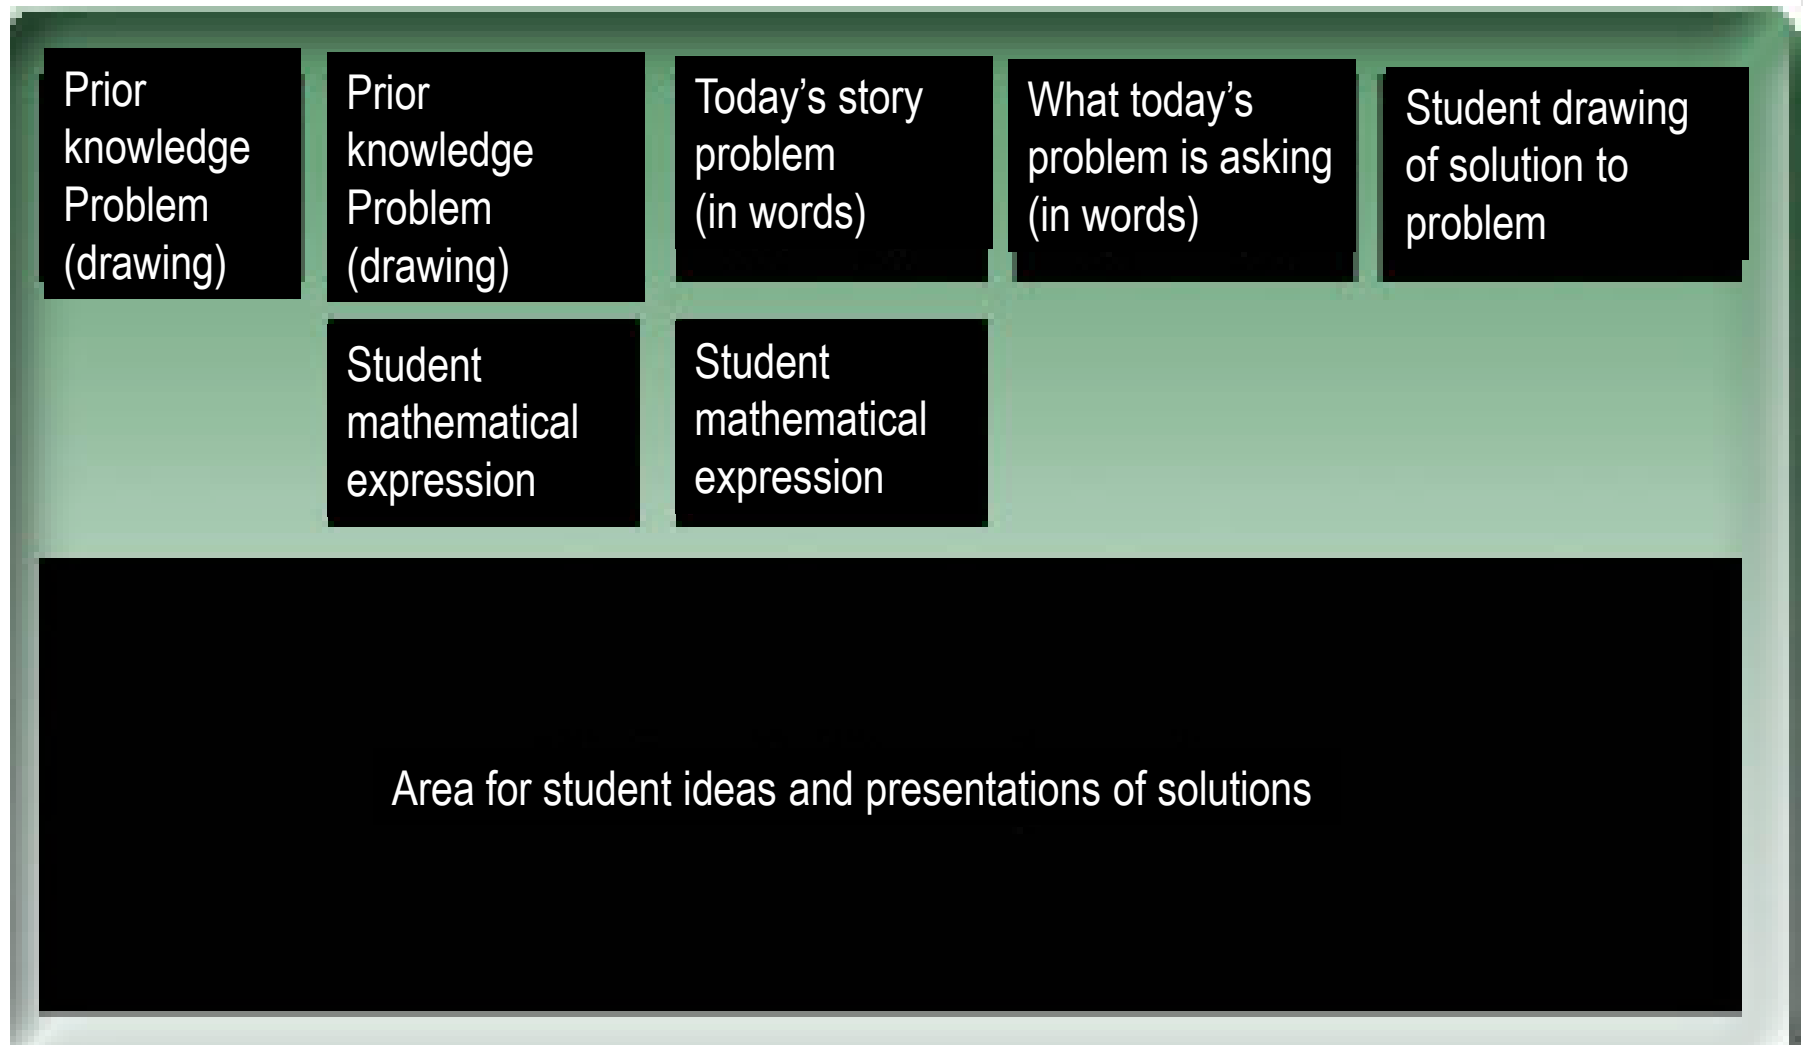 Prior
knowledge
Problem
(drawing)
Prior
knowledge
Problem
(drawing)
Today’s story
problem
(in words)
What today’s
problem is asking
(in words)
Student drawing
of solution to
problem
Student
mathematical
expression
Student
mathematical
expression
Area for student ideas and presentations of solutions